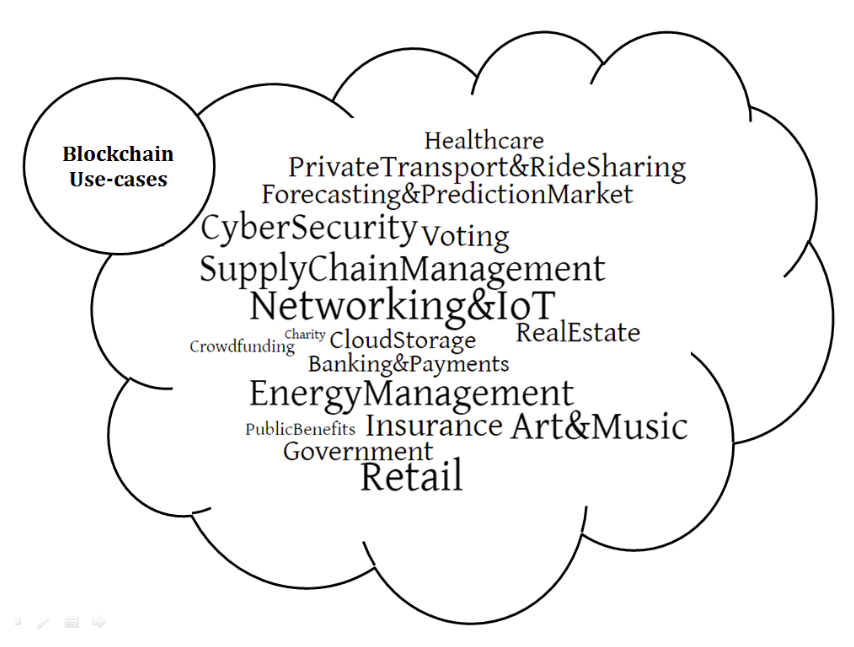 Blockchain
Use-cases
Healthcare
PrivateTransport&RideSharing
Forecasting&PredictionMarket
CyberSecurity Voting
SupplyChainManagement
Networking&IoT
Crowdfunding Charity CloudStorage RealEstate
Banking&Payments
EnergyManagement
PublicBenefits Insurance Art&Music
Government
Retail